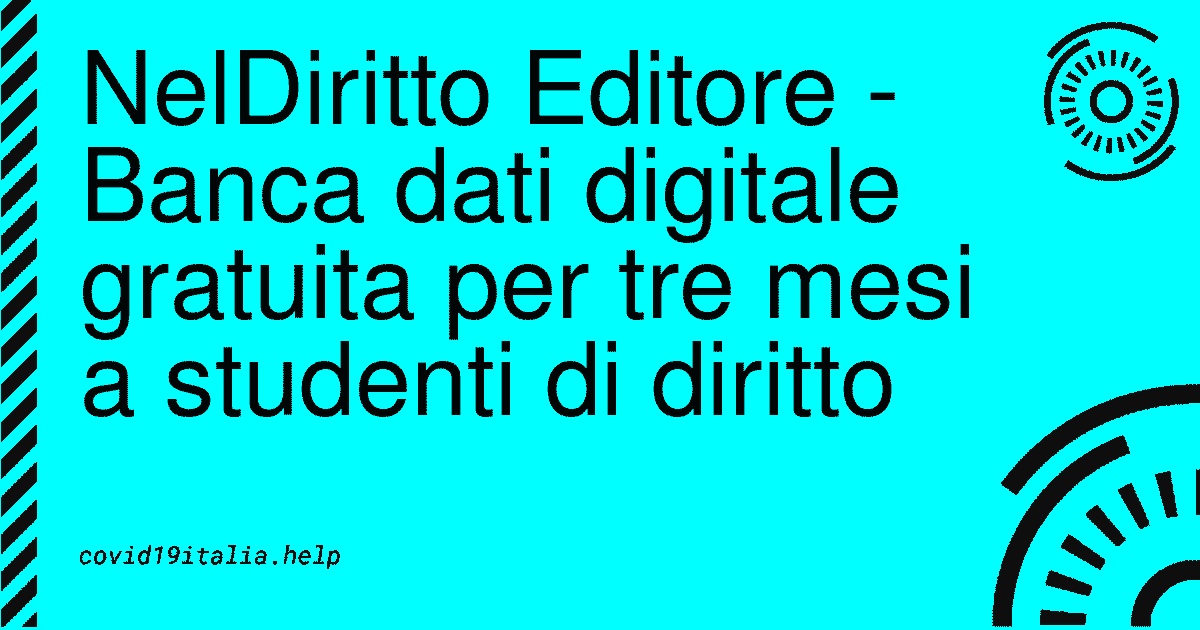 NelDiritto Editore -
Banca dati digitale
gratuita per tre mesi
a studenti di diritto
covid19italia.help